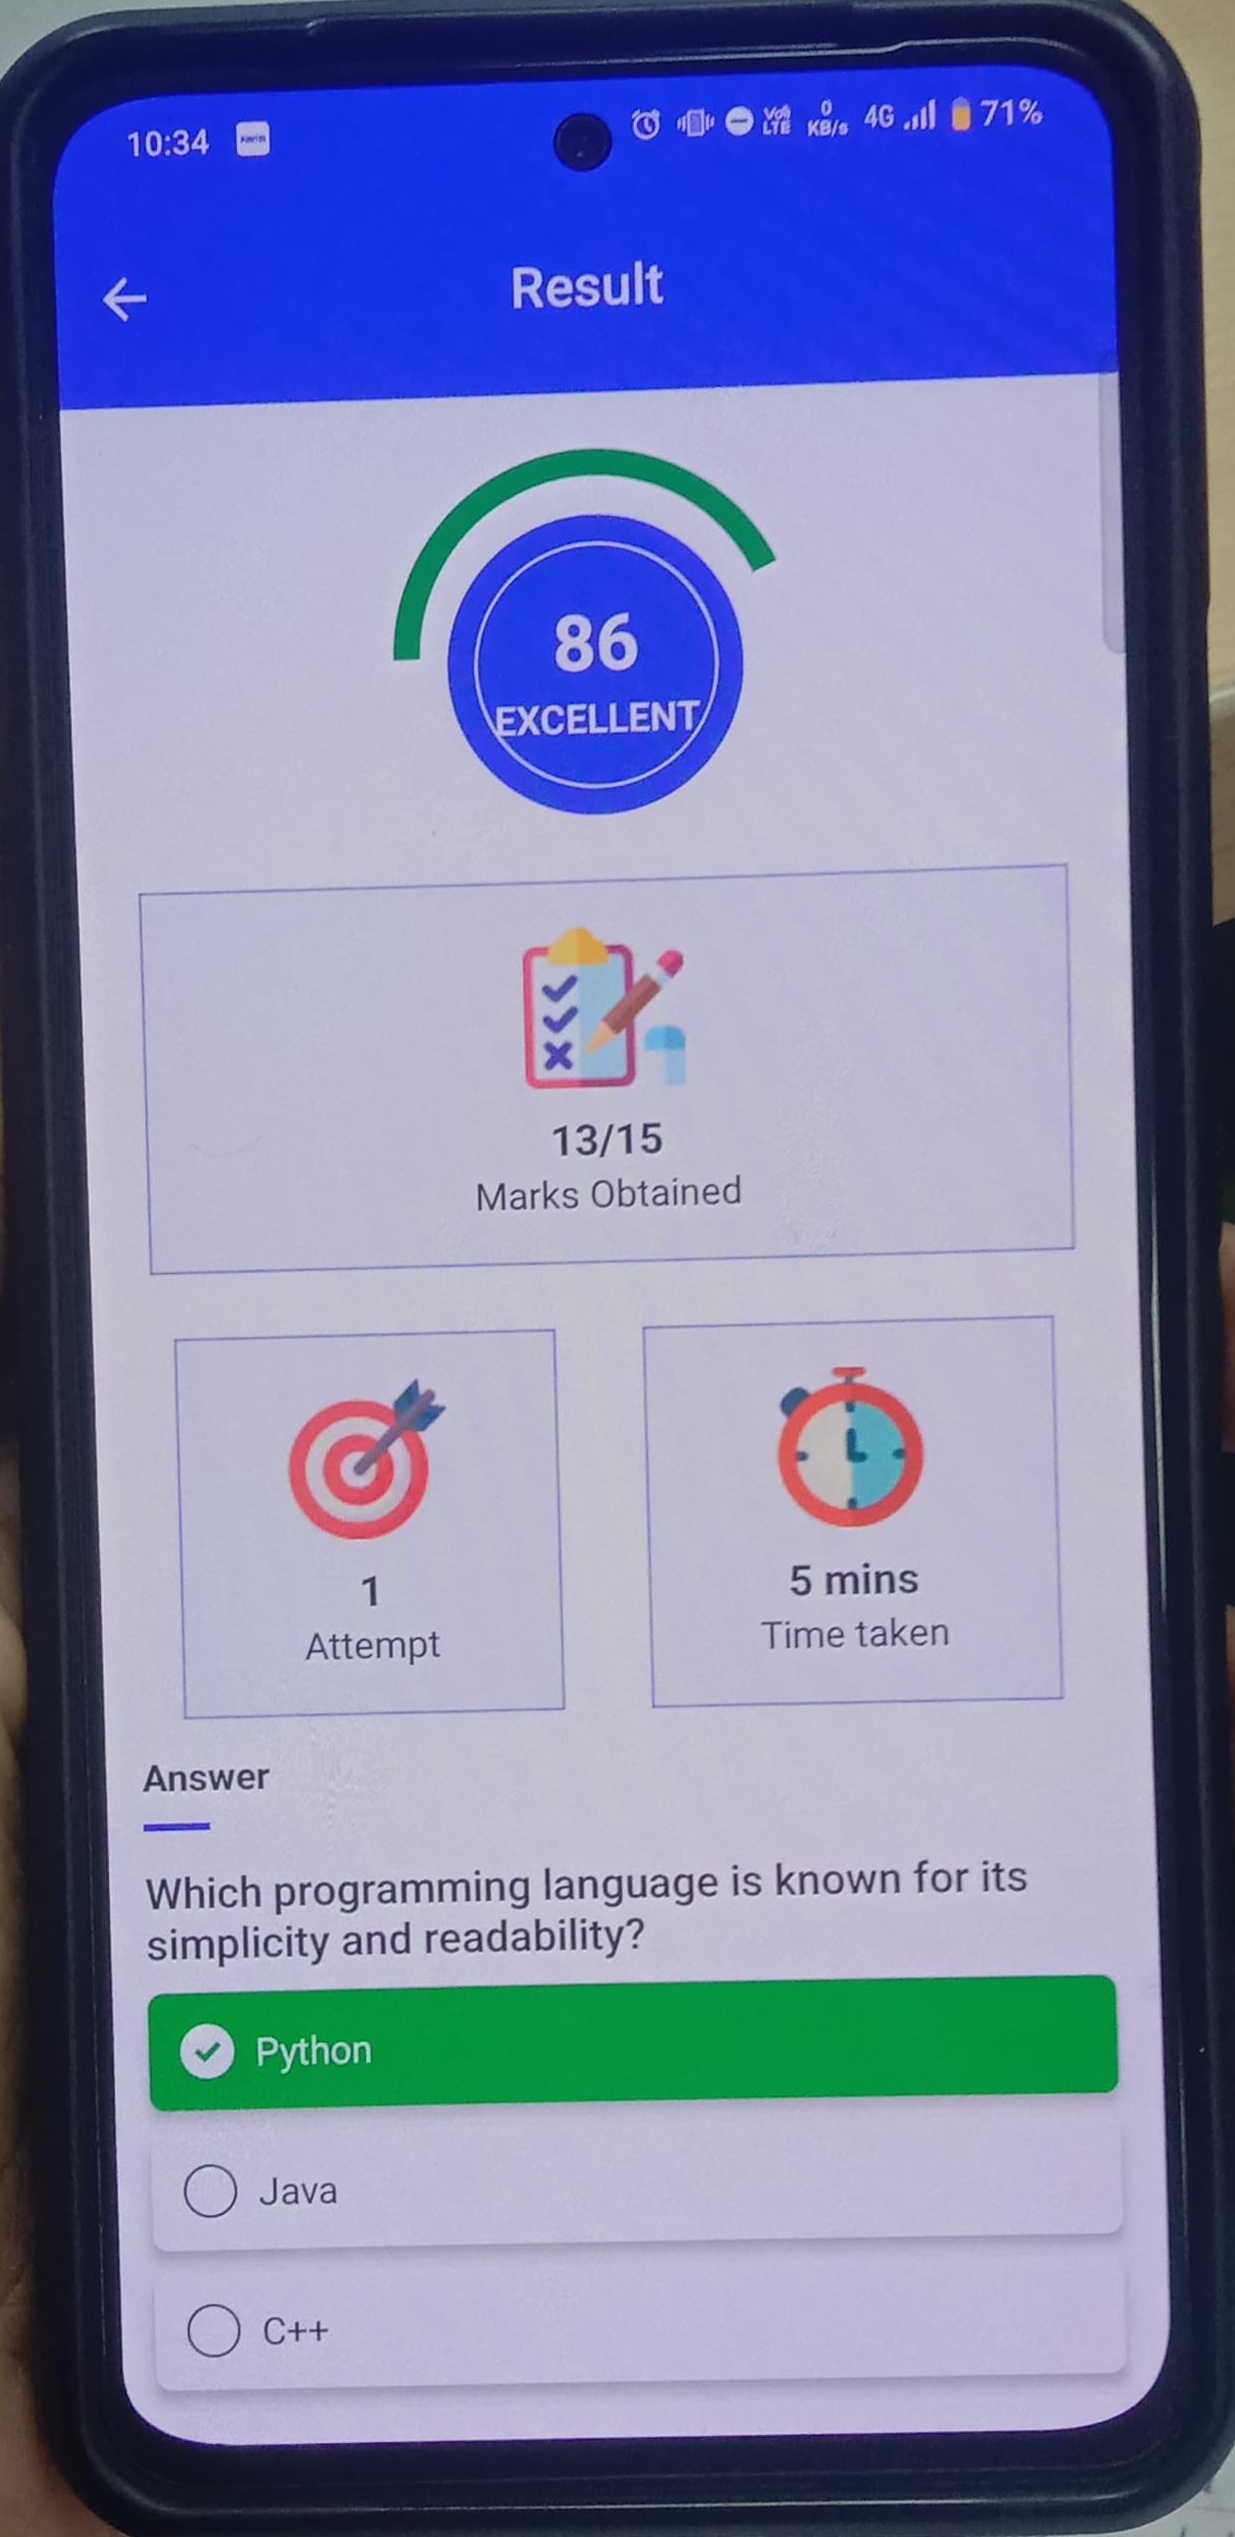 10:34
Vo) LTE 0 KB/s 4G 71%
Result
86
EXCELLENT
13/15
Marks Obtained
1
Attempt
5 mins
Time taken
Answer
Which programming language is known for its
simplicity and readability?
Python
Java
C++